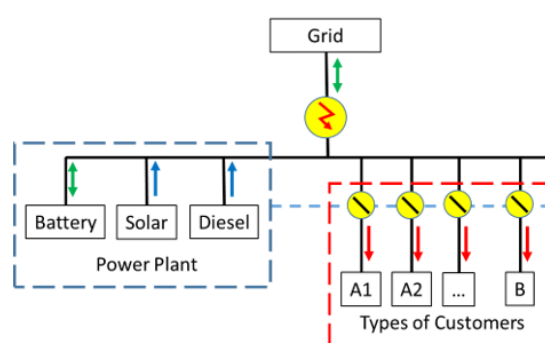 Grid
Battery Solar Diesel
Power Plant
A1 A2 ... B
Types of Customers